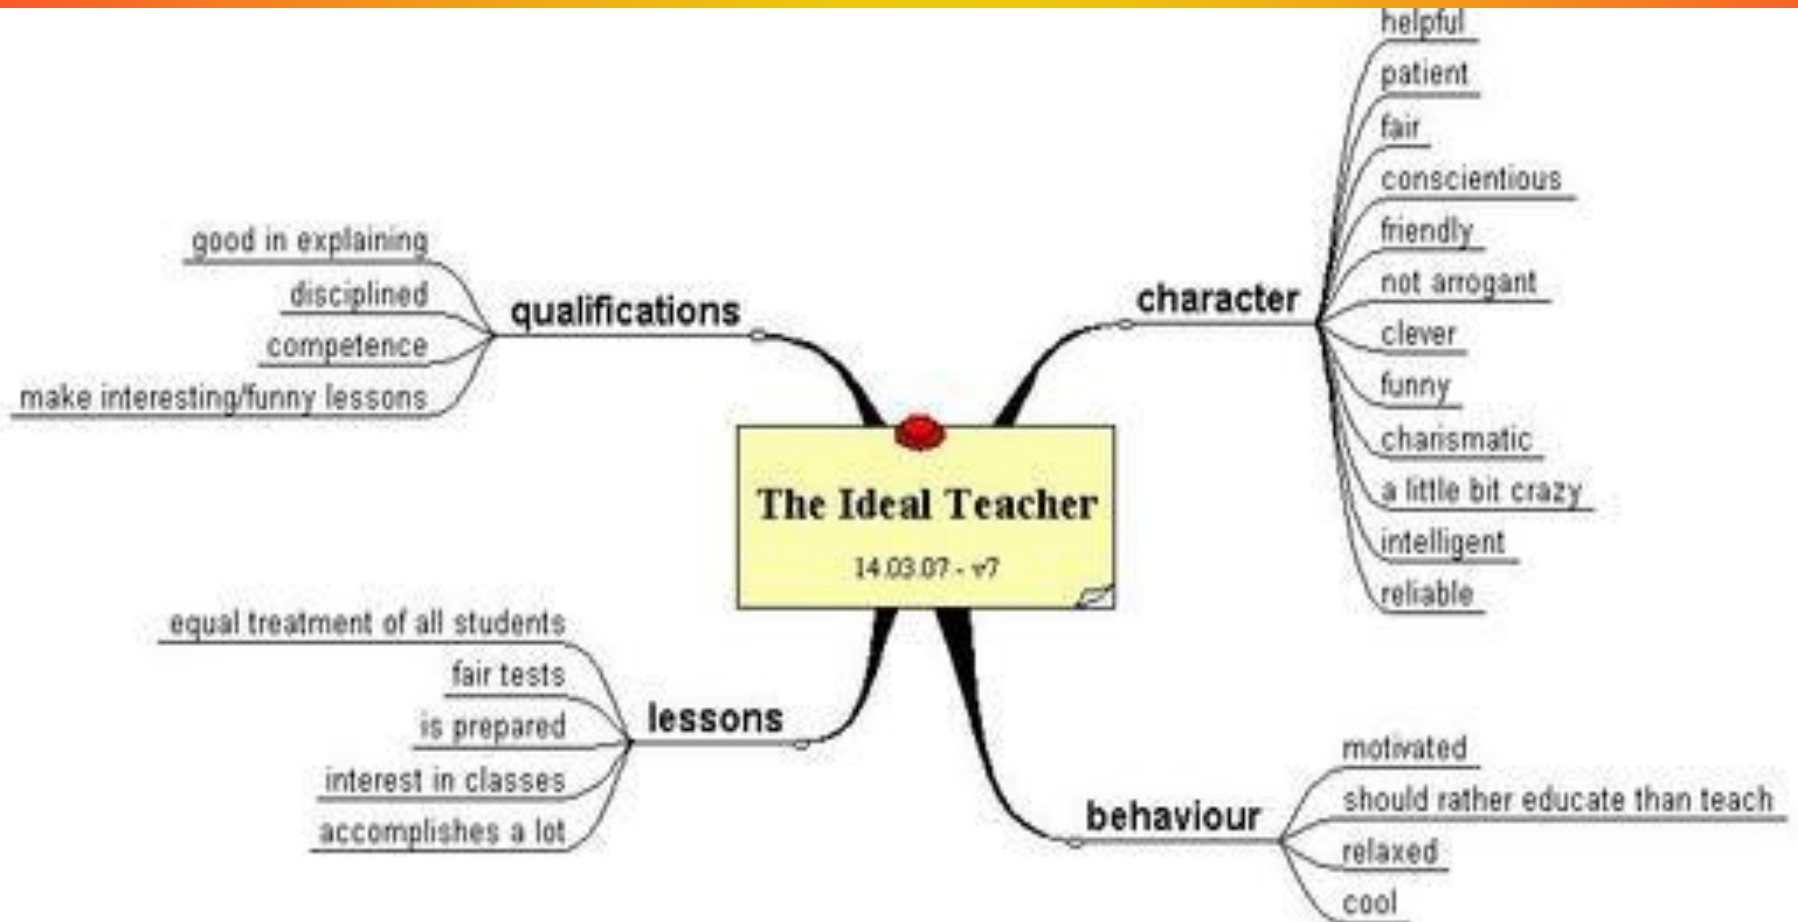 helpful
patient
fair
conscientious
friendly
not arrogant
clever
funny
charismatic
a little bit crazy
intelligent
reliable
character
good in explaining
disciplined
competence
make interesting/funny lessons
qualifications
The Ideal Teacher
14.03.07 - v7
equal treatment of all students
fair tests
is prepared
interest in classes
accomplishes a lot
lessons
behaviour
motivated
should rather educate than teach
relaxed
cool